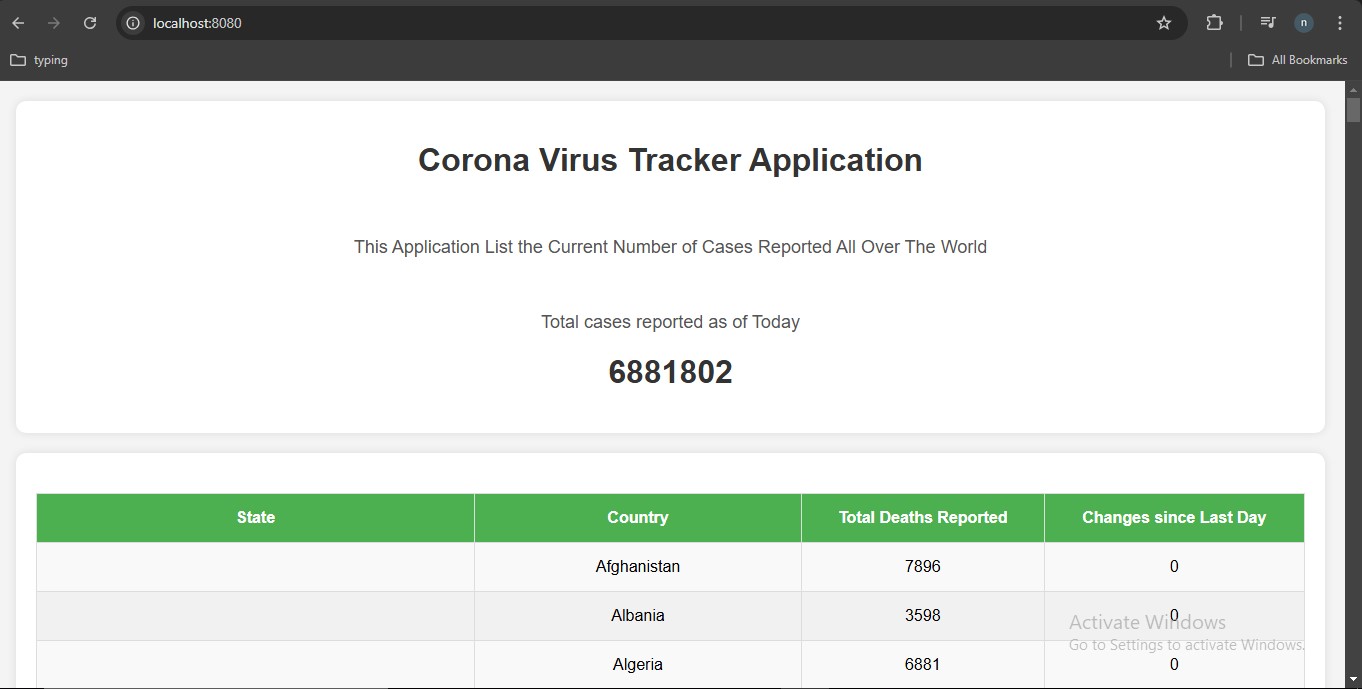 localhost:8080
n
typing
All Bookmarks
Corona Virus Tracker Application
This Application List the Current Number of Cases Reported All Over The World
Total cases reported as of Today
6881802
State Country Total Deaths Reported Changes since Last Day
Afghanistan 7896 0
Albania 3598 0
Activate Windows
Go to Settings to activate Windows.
Algeria 6881 0